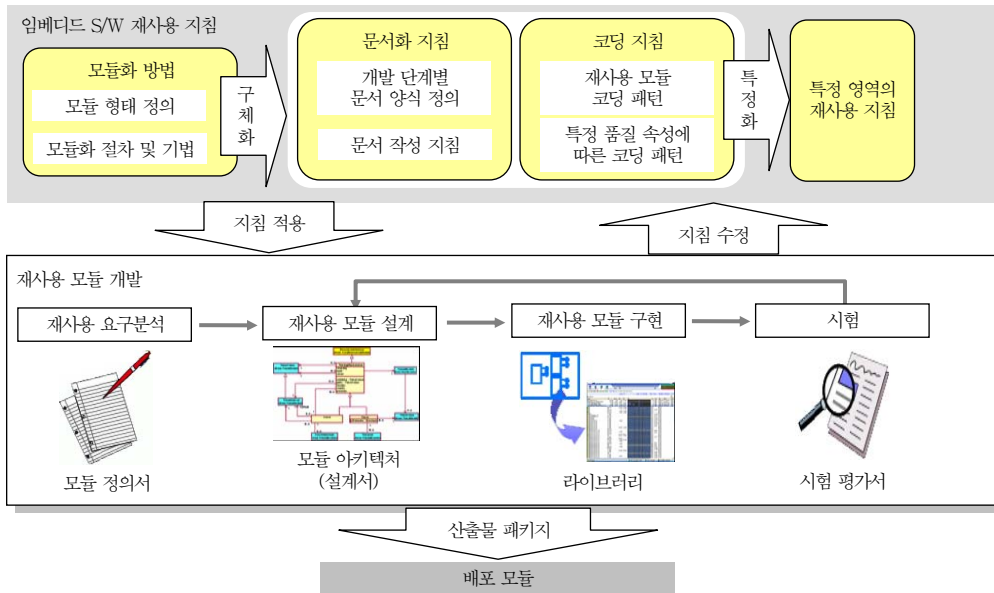 임베디드 S/W 재사용 지침
모듈화 방법
모듈 형태 정의
모듈화 절차 및 기법
구
체
화
문서화 지침
개발 단계별
문서 양식 정의
문서 작성 지침
코딩 지침
재사용 모듈
코딩 패턴
특정 품질 속성에
따른 코딩 패턴
특
정
화
특정 영역의
재사용 지침
지침 적용
지침 수정
재사용 모듈 개발
재사용 요구분석
재사용 모듈 설계
재사용 모듈 구현
시험
모듈 정의서
모듈 아키텍처
(설계서)
라이브러리
시험 평가서
산출물 패키지
배포 모듈